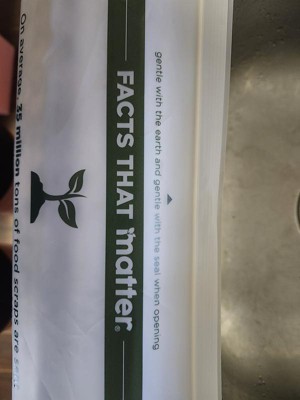 gentle with the earth and gentle with the seal when opening
FACTS THAT matter®
On average, 35 million tons of food scraps are sent